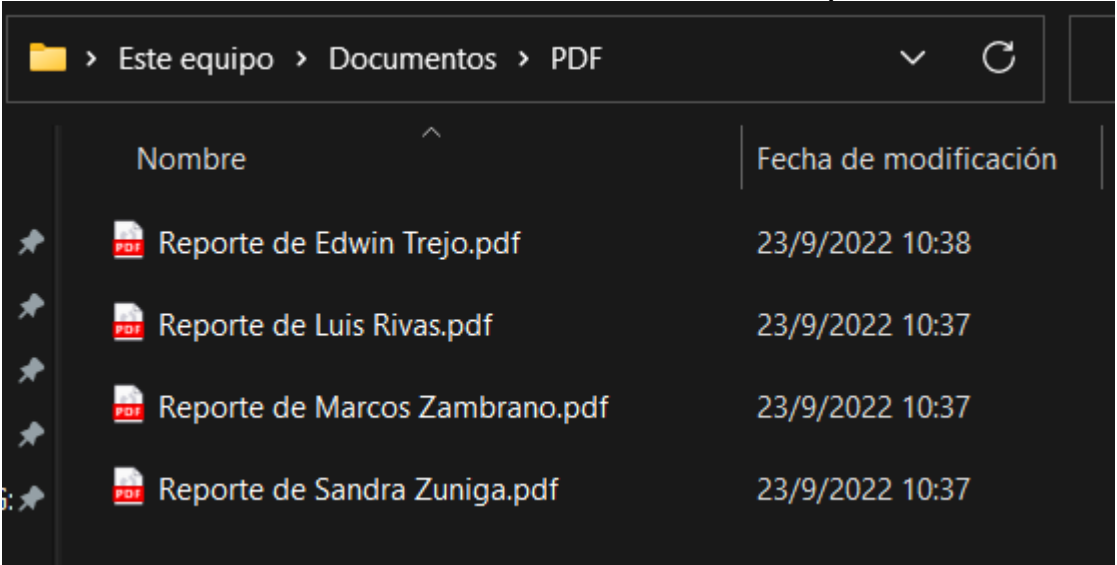 Este equipo > Documentos > PDF
Nombre Fecha de modificación
Reporte de Edwin Trejo.pdf 23/9/2022 10:38
Reporte de Luis Rivas.pdf 23/9/2022 10:37
Reporte de Marcos Zambrano.pdf 23/9/2022 10:37
Reporte de Sandra Zuniga.pdf 23/9/2022 10:37